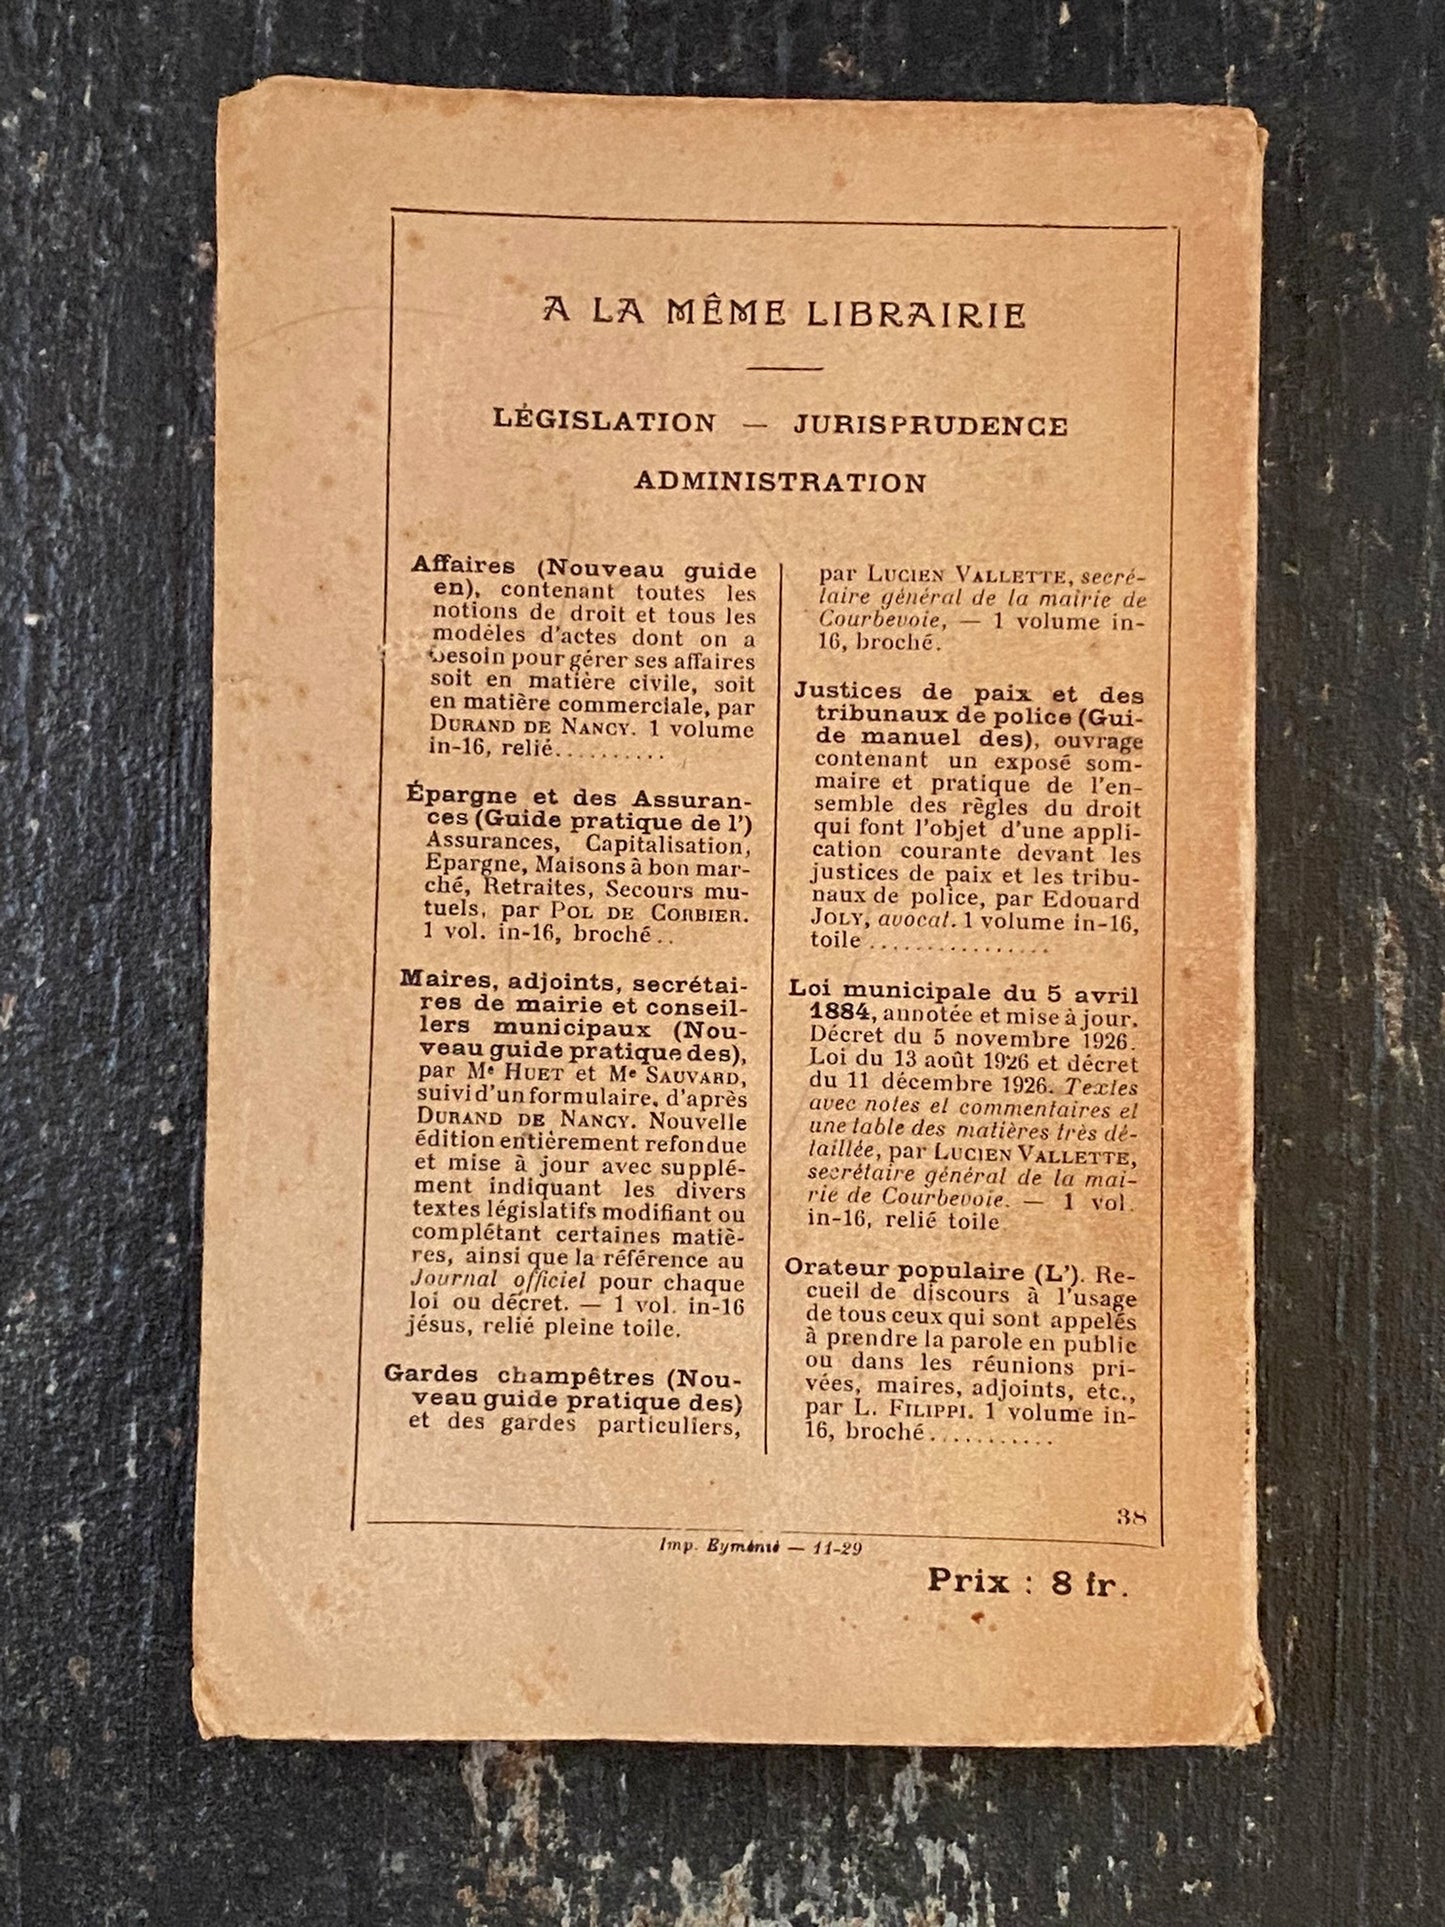 A LA MÊME LIBRAIRIE
LÉGISLATION — JURISPRUDENCE
ADMINISTRATION
Affaires (Nouveau guide
en), contenant toutes les
notions de droit et tous les
modèles d'actes dont on a
besoin pour gérer ses affaires
soit en matière civile, soit
en matière commerciale, par
DURAND DE NANCY. 1 volume
in-16, relié..........
Épargne et des Assuran-
ces (Guide pratique de l')
Assurances, Capitalisation,
Epargne, Maisons à bon mar-
ché, Retraites, Secours mu-
tuels, par POL DE CORBIER.
1 vol. in-16, broché..
Maires, adjoints, secrétai-
res de mairie et conseil-
lers municipaux (Nou-
veau guide pratique des),
par Me HUET et Me SAUVARD,
suivi d'un formulaire, d'après
DURAND DE NANCY. Nouvelle
édition entièrement refondue
et mise à jour avec supplé-
ment indiquant les divers
textes législatifs modifiant ou
complétant certaines matiè-
res, ainsi que la référence au
Journal officiel pour chaque
loi ou décret. — 1 vol. in-16
jésus, relié pleine toile.
Gardes champêtres (Nou-
veau guide pratique des)
et des gardes particuliers,
par LUCIEN VALLETTE, secré-
taire général de la mairie de
Courbevoie, — 1 volume in-
16, broché.
Justices de paix et des
tribunaux de police (Gui-
de manuel des), ouvrage
contenant un exposé som-
maire et pratique de l'en-
semble des règles du droit
qui font l'objet d'une appli-
cation courante devant les
justices de paix et les tribu-
naux de police, par Edouard
JOLY, avocat. 1 volume in-16,
toile ................
Loi municipale du 5 avril
1884, annotée et mise à jour.
Décret du 5 novembre 1926.
Loi du 13 août 1926 et décret
du 11 décembre 1926. Textes
avec notes et commentaires et
une table des matières très dé-
taillée, par LUCIEN VALLETTE,
secrétaire général de la mai-
rie de Courbevoie. — 1 vol.
in-16, relié toile
Orateur populaire (L'). Re-
cueil de discours à l'usage
de tous ceux qui sont appelés
à prendre la parole en public
ou dans les réunions pri-
vées, maires, adjoints, etc.,
par L. FILIPPI. 1 volume in-
16, broché...........
38
Imp. Eyménié — 11-29
Prix : 8 fr.